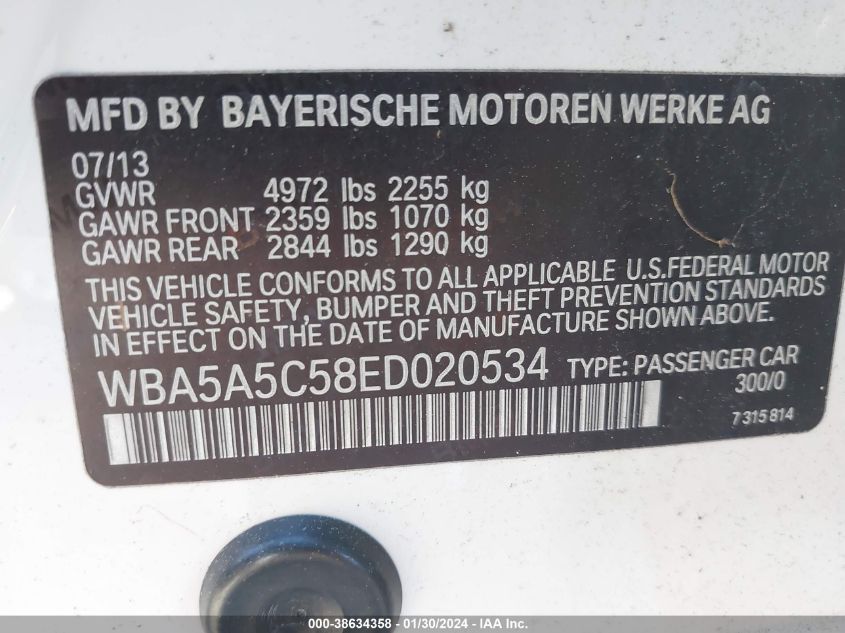 MFD BY BAYERISCHE MOTOREN WERKE AG
07/13
GVWR 4972 lbs 2255 kg
GAWR FRONT 2359 lbs 1070 kg
GAWR REAR 2844 lbs 1290 kg
THIS VEHICLE CONFORMS TO ALL APPLICABLE U.S.FEDERAL MOTOR
VEHICLE SAFETY, BUMPER AND THEFT PREVENTION STANDARDS
IN EFFECT ON THE DATE OF MANUFACTURE SHOWN ABOVE.
WBA5A5C58ED020534 TYPE: PASSENGER CAR
300/0
7 315 814
000-38634358 - 01/30/2024 - IAA Inc.